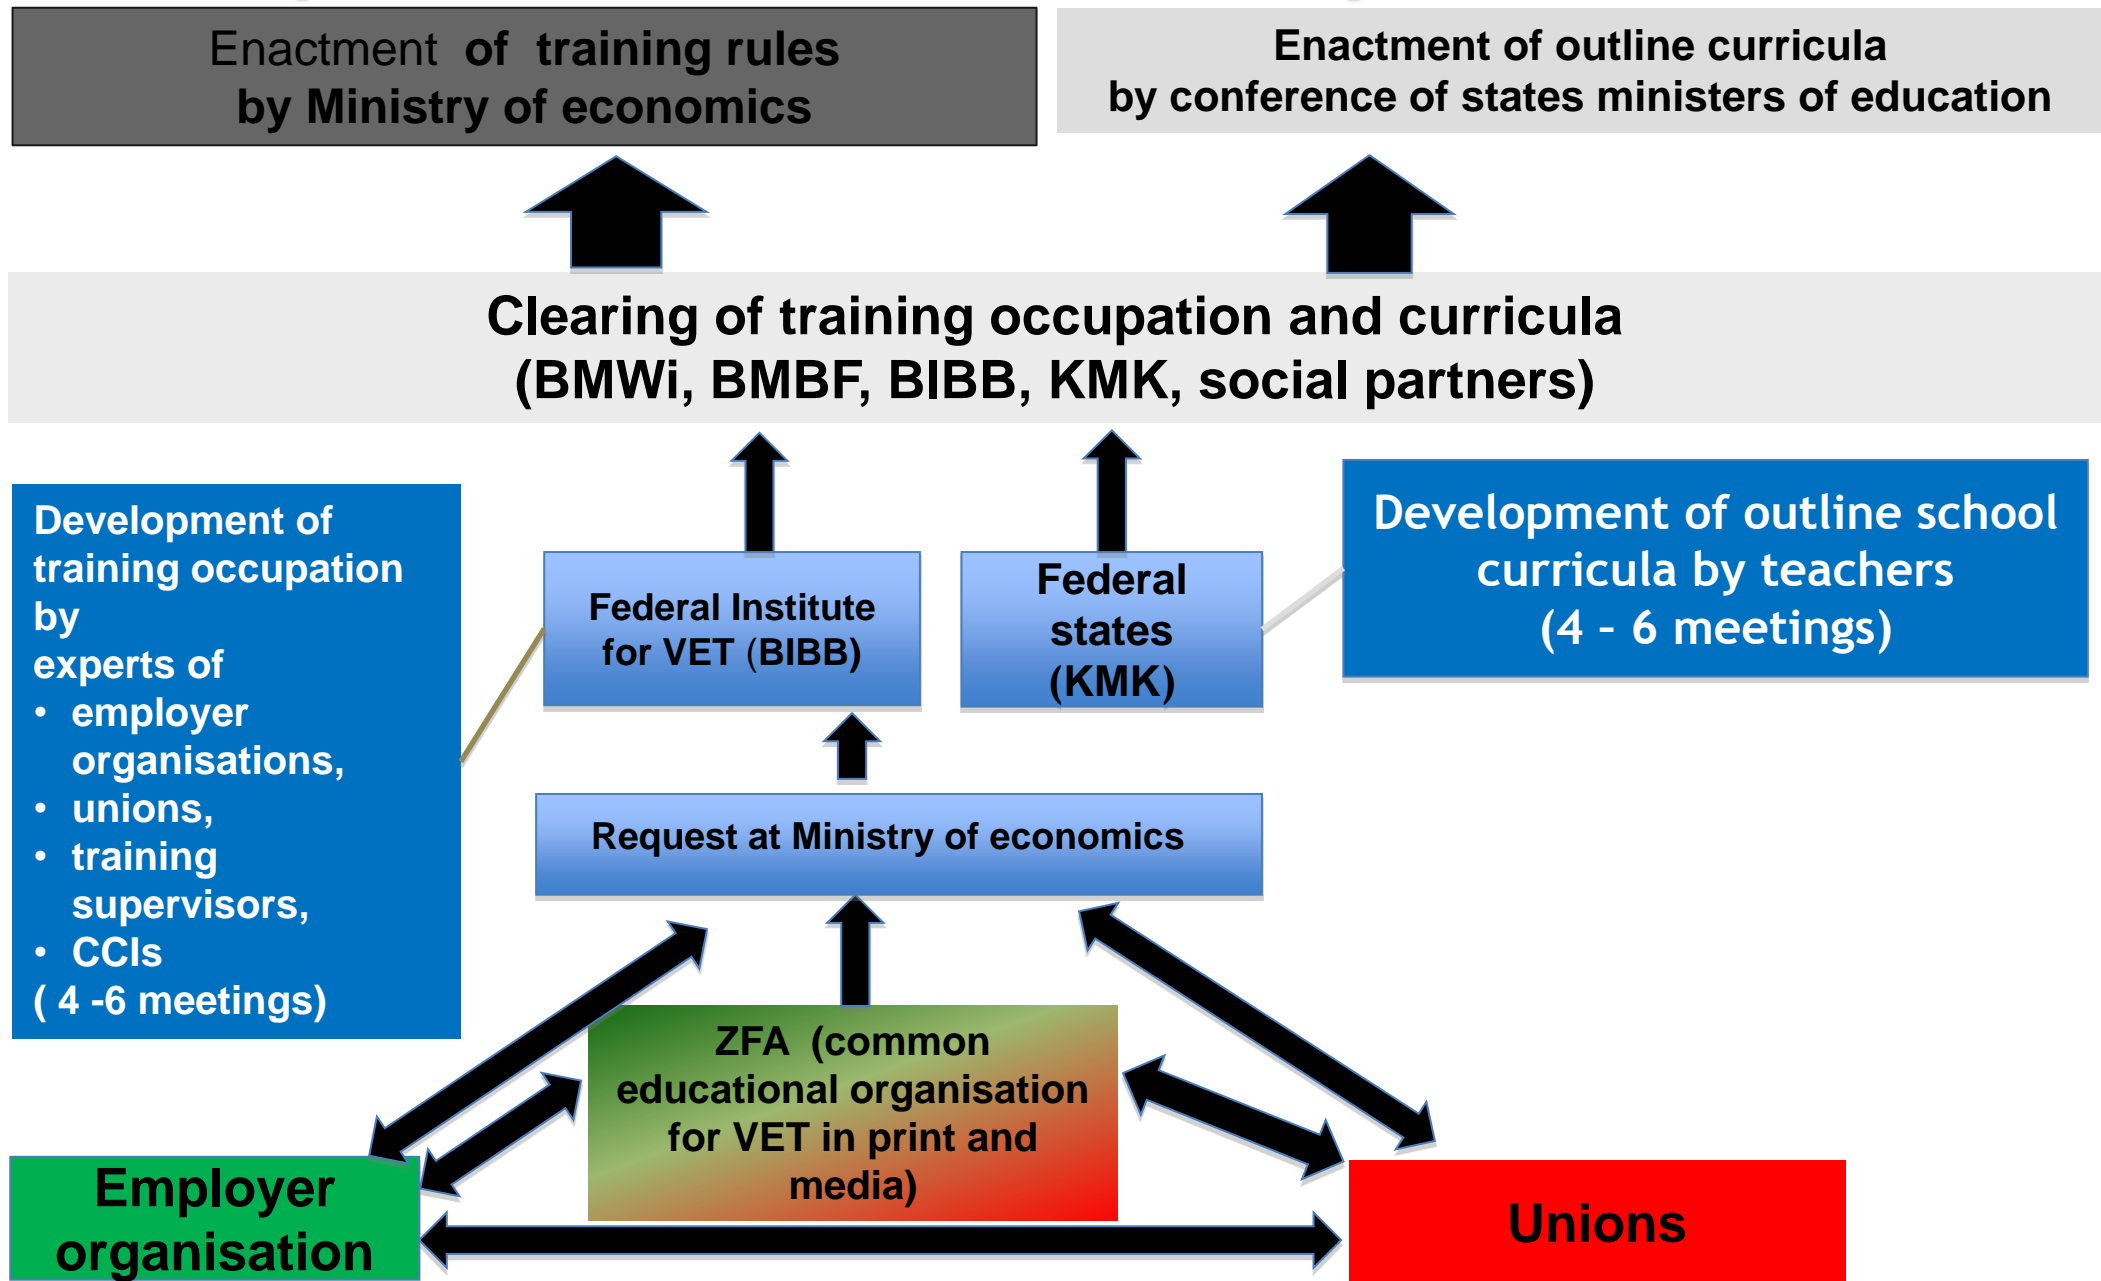 Enactment of training rules
by Ministry of economics
Enactment of outline curricula
by conference of states ministers of education
Clearing of training occupation and curricula
(BMWi, BMBF, BIBB, KMK, social partners)
Development of
training occupation
by
experts of
• employer
organisations,
• unions,
• training
supervisors,
• CCIs
( 4 -6 meetings)
Federal Institute
for VET (BIBB)
Federal
states
(KMK)
Development of outline school
curricula by teachers
(4 – 6 meetings)
Request at Ministry of economics
ZFA (common
educational organisation
for VET in print and
media)
Employer
organisation
Unions